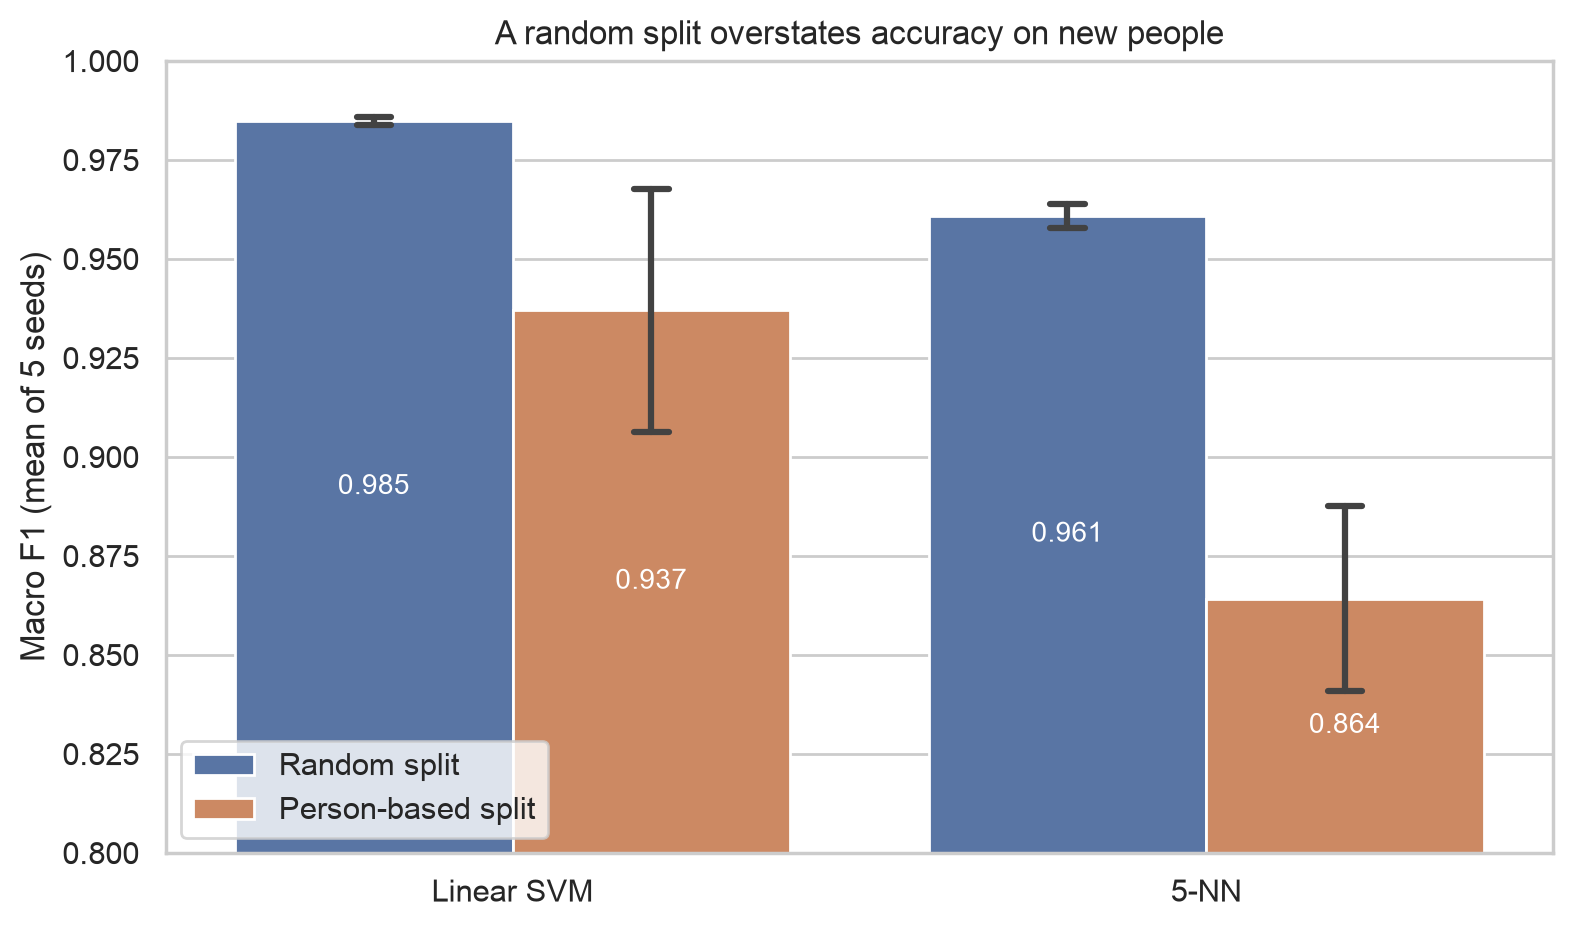 A random split overstates accuracy on new people
Macro F1 (mean of 5 seeds)
1.000
0.975
0.950
0.925
0.900
0.875
0.850
0.825
0.800
0.985
0.937
0.961
0.864
Random split
Person-based split
Linear SVM
5-NN